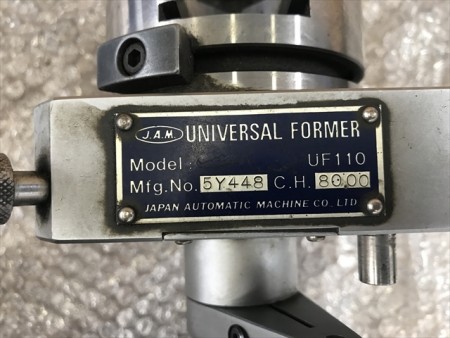 J.A.M UNIVERSAL FORMER
Model UF110
Mfg.No. 5Y448 C.H. 80.00
JAPAN AUTOMATIC MACHINE CO. LTD